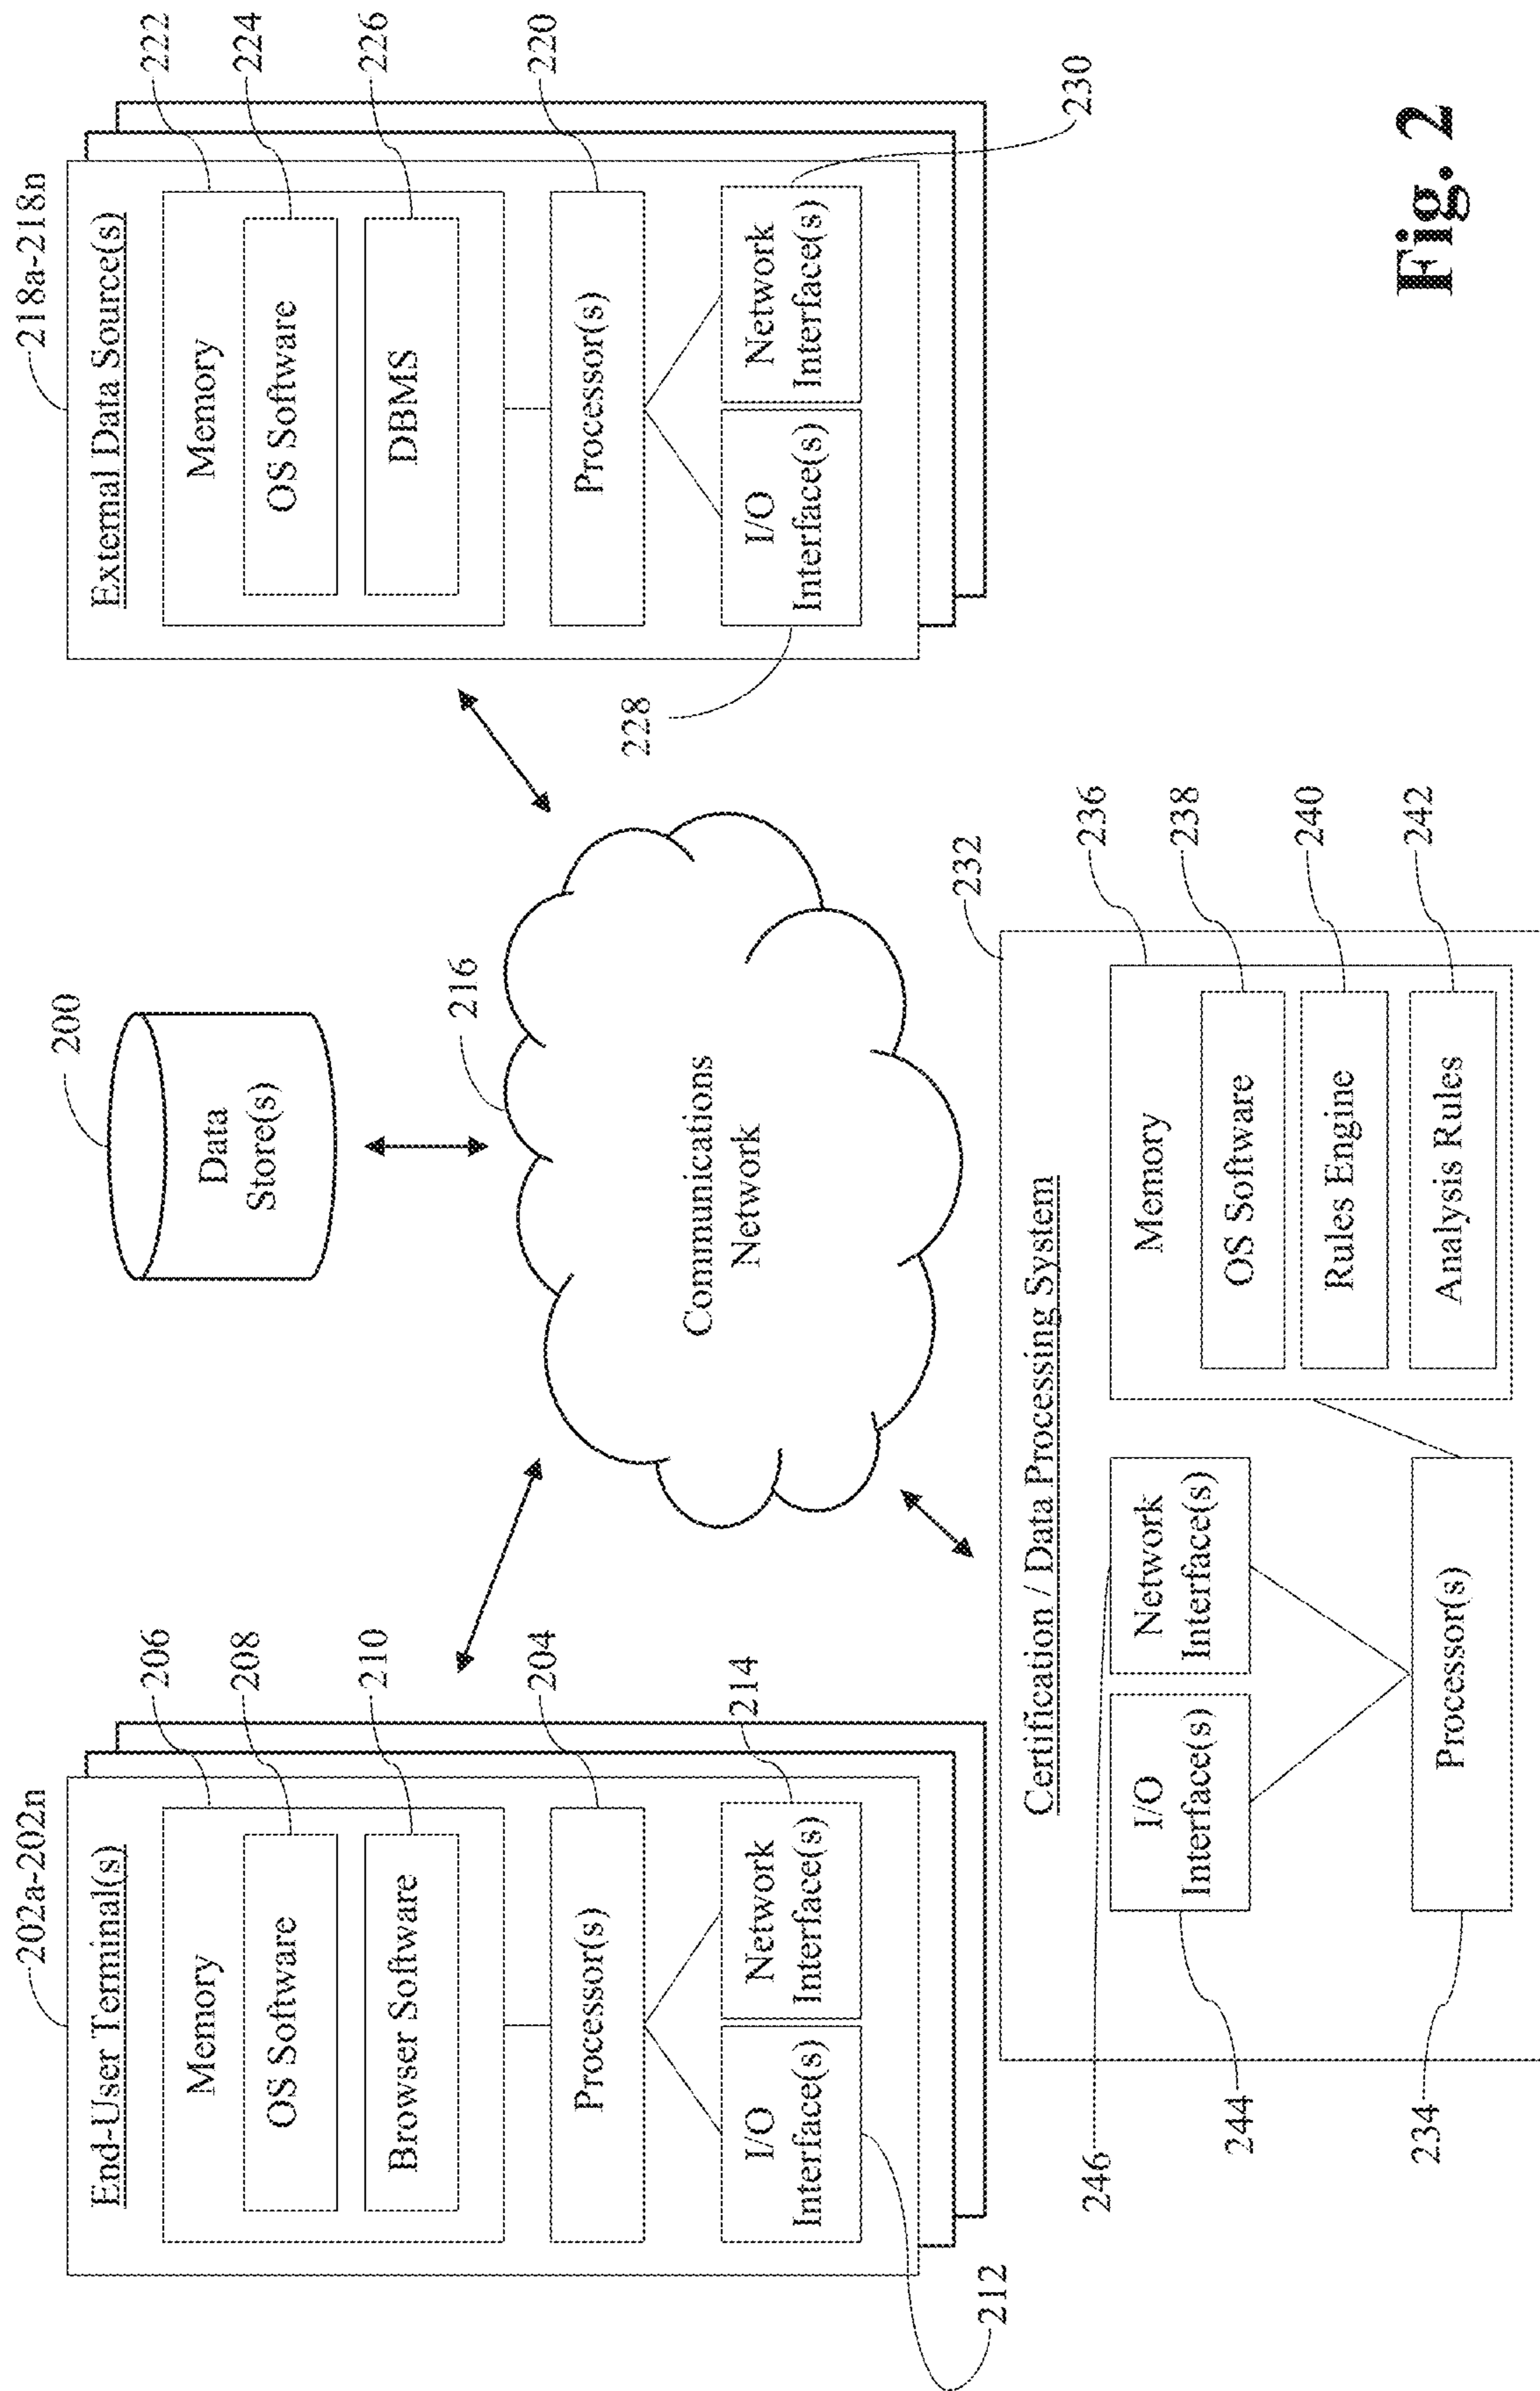 202a-202n
End-User Terminal(s)
Memory
206
OS Software
208
Browser Software
210
Processor(s)
204
I/O
Interface(s)
Network
Interface(s)
214
212
200
Data
Store(s)
216
Communications
Network
218a-218n
External Data Source(s)
Memory
222
OS Software
224
DBMS
226
Processor(s)
220
I/O
Interface(s)
Network
Interface(s)
228
230
232
Certification / Data Processing System
246
I/O
Interface(s)
Network
Interface(s)
244
Processor(s)
234
Memory
236
OS Software
238
Rules Engine
240
Analysis Rules
242
Fig. 2